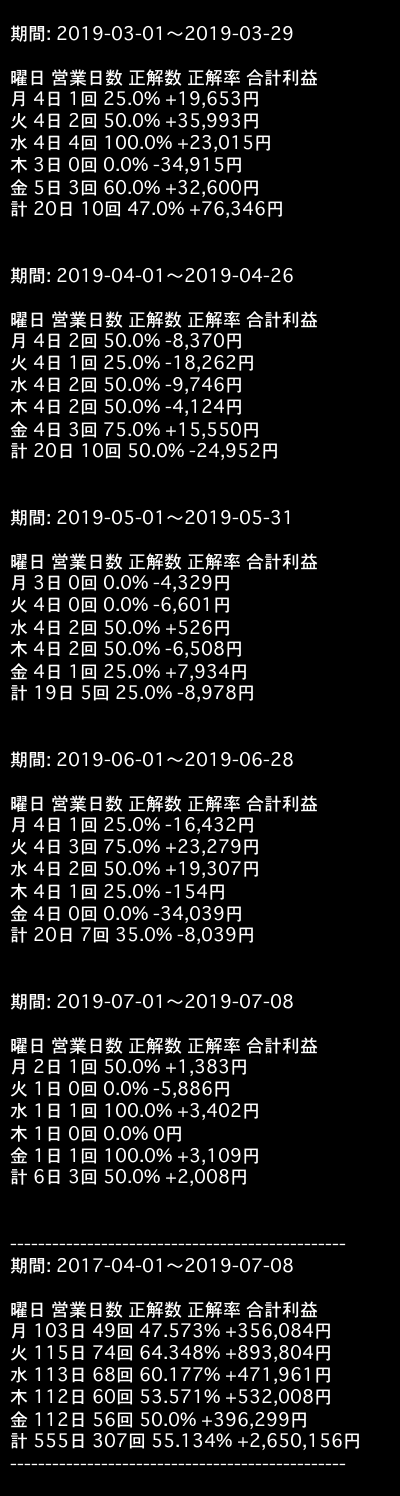 期間: 2019-03-01〜2019-03-29
曜日 営業日数 正解数 正解率 合計利益
月 4日 1回 25.0% +19,653円
火 4日 2回 50.0% +35,993円
水 4日 4回 100.0% +23,015円
木 3日 0回 0.0% -34,915円
金 5日 3回 60.0% +32,600円
計 20日 10回 47.0% +76,346円
期間: 2019-04-01〜2019-04-26
曜日 営業日数 正解数 正解率 合計利益
月 4日 2回 50.0% -8,370円
火 4日 1回 25.0% -18,262円
水 4日 2回 50.0% -9,746円
木 4日 2回 50.0% -4,124円
金 4日 3回 75.0% +15,550円
計 20日 10回 50.0% -24,952円
期間: 2019-05-01〜2019-05-31
曜日 営業日数 正解数 正解率 合計利益
月 3日 0回 0.0% -4,329円
火 4日 0回 0.0% -6,601円
水 4日 2回 50.0% +526円
木 4日 2回 50.0% -6,508円
金 4日 1回 25.0% +7,934円
計 19日 5回 25.0% -8,978円
期間: 2019-06-01〜2019-06-28
曜日 営業日数 正解数 正解率 合計利益
月 4日 1回 25.0% -16,432円
火 4日 3回 75.0% +23,279円
水 4日 2回 50.0% +19,307円
木 4日 1回 25.0% -154円
金 4日 0回 0.0% -34,039円
計 20日 7回 35.0% -8,039円
期間: 2019-07-01〜2019-07-08
曜日 営業日数 正解数 正解率 合計利益
月 2日 1回 50.0% +1,383円
火 1日 0回 0.0% -5,886円
水 1日 1回 100.0% +3,402円
木 1日 0回 0.0% 0円
金 1日 1回 100.0% +3,109円
計 6日 3回 50.0% +2,008円
------------------------------------------------
期間: 2017-04-01〜2019-07-08
曜日 営業日数 正解数 正解率 合計利益
月 103日 49回 47.573% +356,084円
火 115日 74回 64.348% +893,804円
水 113日 68回 60.177% +471,961円
木 112日 60回 53.571% +532,008円
金 112日 56回 50.0% +396,299円
計 555日 307回 55.134% +2,650,156円
------------------------------------------------